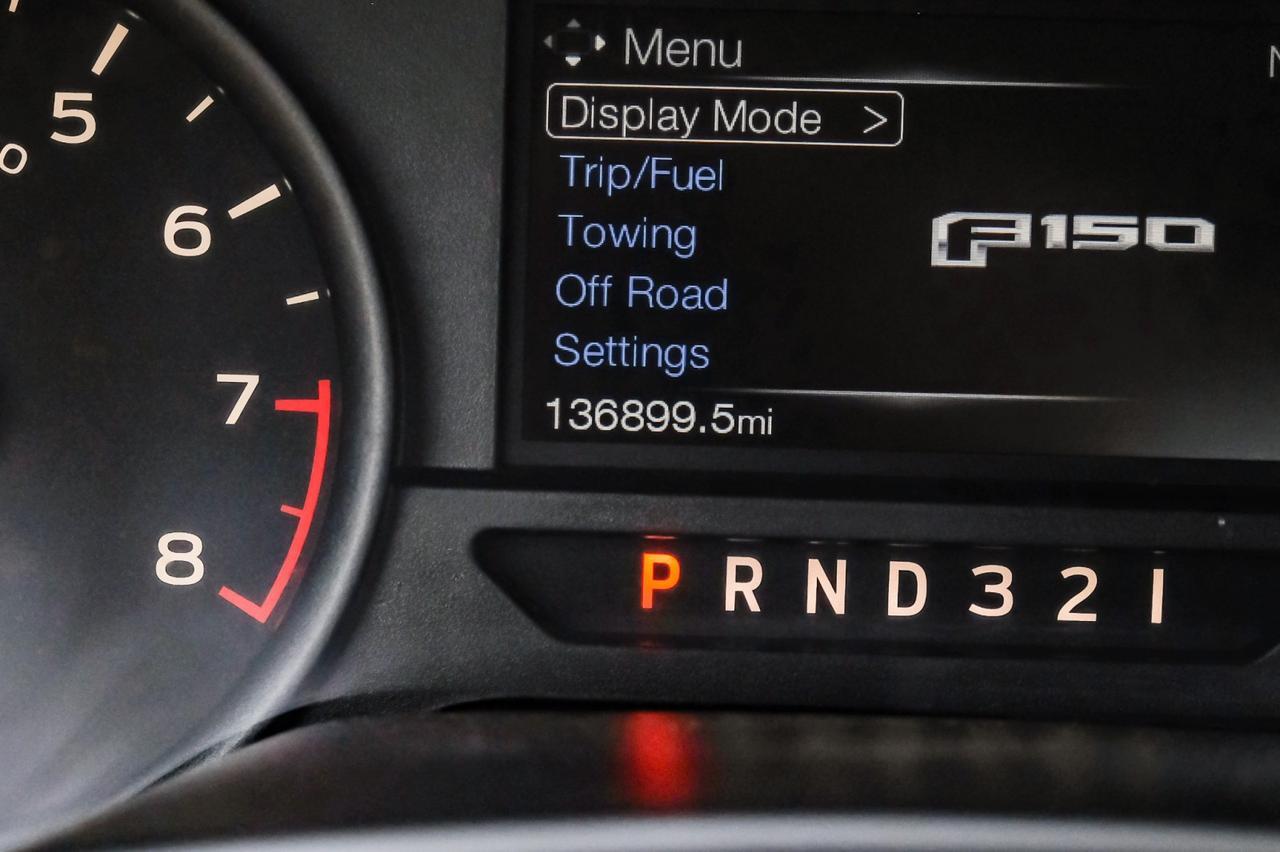 5
6
7
8
Menu
Display Mode >
Trip/Fuel
Towing
Off Road
Settings
F150
136899.5mi
P R N D 3 2 1